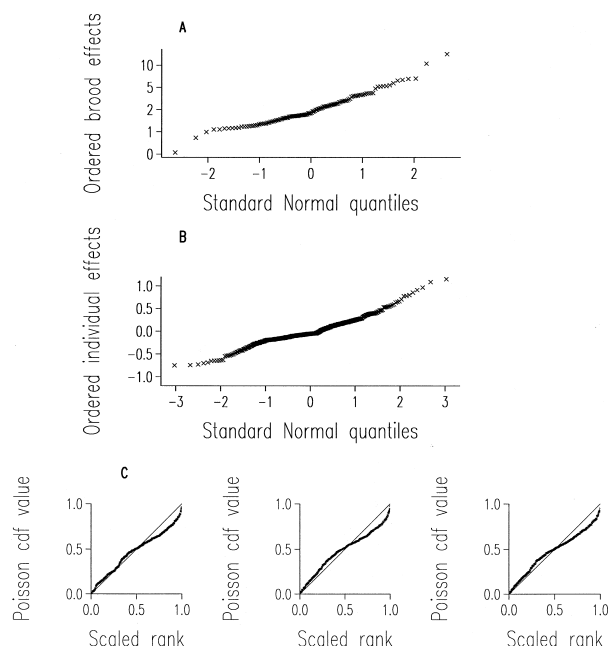 A
Ordered brood effects
10
5
2
1
0
-2 -1 0 1 2
Standard Normal quantiles
B
Ordered individual effects
1.0
0.5
0.0
-0.5
-1.0
-3 -2 -1 0 1 2 3
Standard Normal quantiles
C
Poisson cdf value
1.0
0.5
0.0
0.0 0.5 1.0
Scaled rank
Poisson cdf value
1.0
0.5
0.0
0.0 0.5 1.0
Scaled rank
Poisson cdf value
1.0
0.5
0.0
0.0 0.5 1.0
Scaled rank